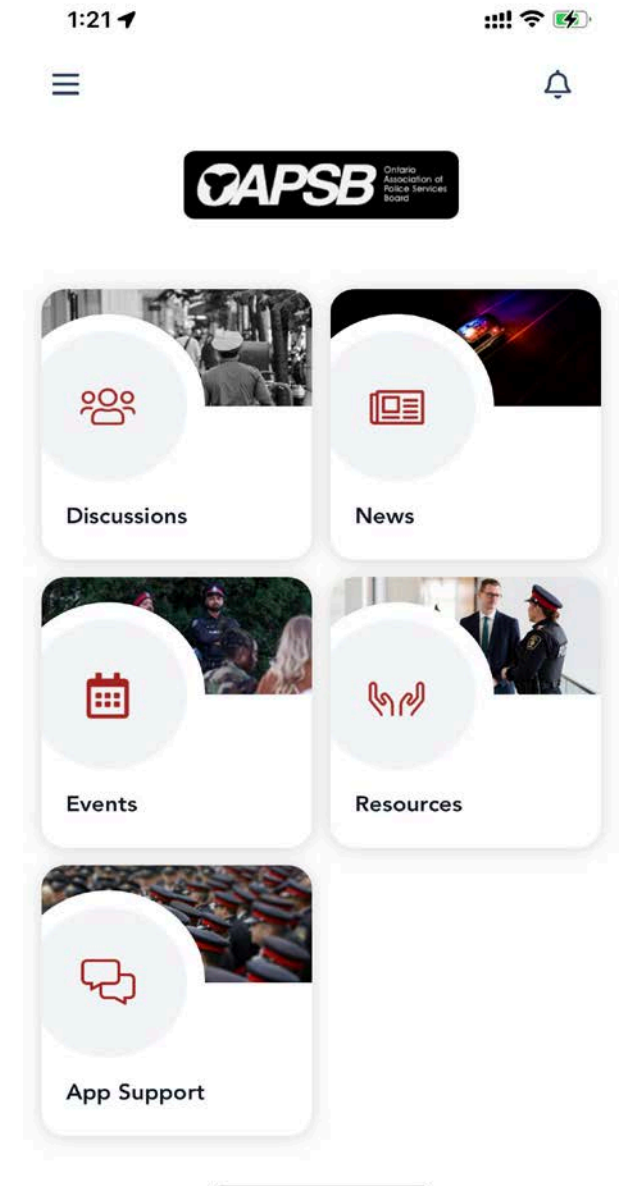 1:21
OAPSB
Ontario
Association of
Police Services
Board
Discussions
News
Events
Resources
App Support